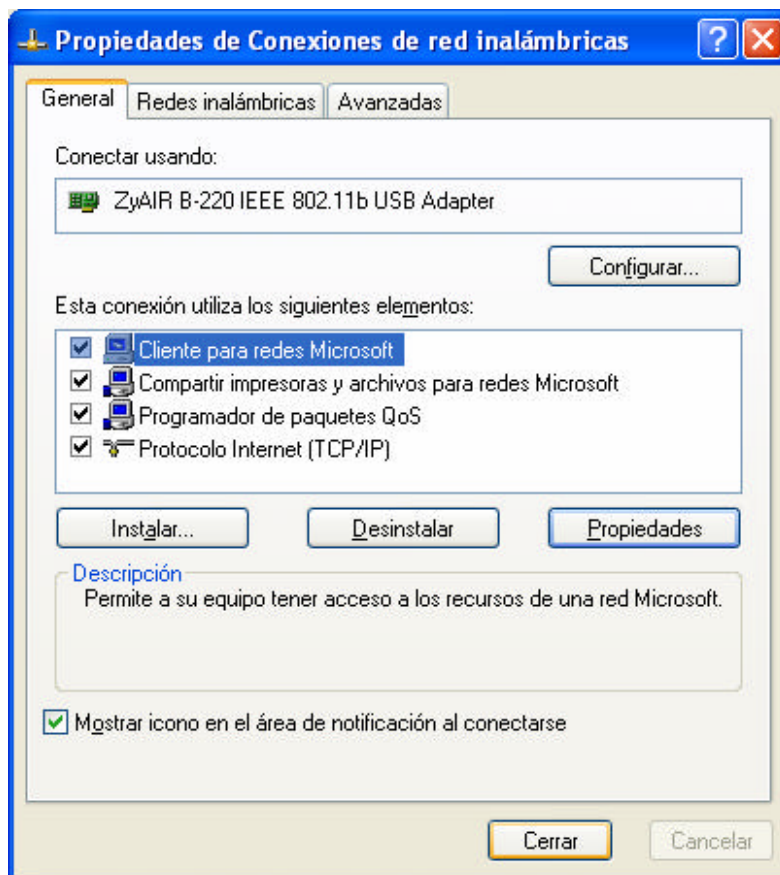 Propiedades de Conexiones de red inalámbricas
General Redes inalámbricas Avanzadas
Conectar usando:
ZyAIR B-220 IEEE 802.11b USB Adapter
Configurar...
Esta conexión utiliza los siguientes elementos:
Cliente para redes Microsoft
Compartir impresoras y archivos para redes Microsoft
Programador de paquetes QoS
Protocolo Internet (TCP/IP)
Instalar... Desinstalar Propiedades
Descripción
Permite a su equipo tener acceso a los recursos de una red Microsoft.
Mostrar icono en el área de notificación al conectarse
Cerrar Cancelar